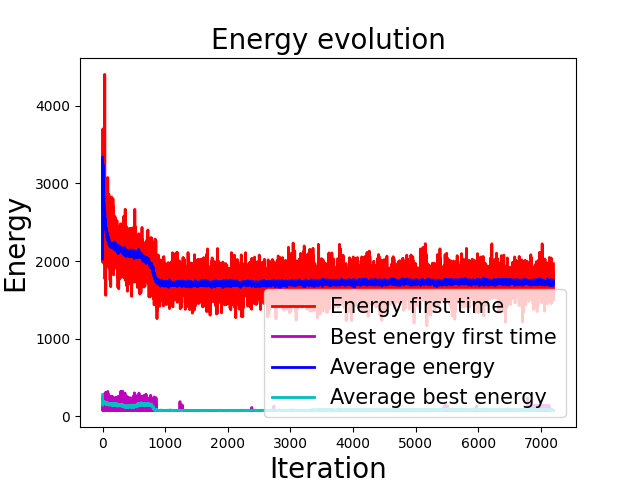 Energy evolution
Energy
4000
3000
2000
1000
0
Energy first time
Best energy first time
Average energy
Average best energy
0 1000 2000 3000 4000 5000 6000 7000
Iteration